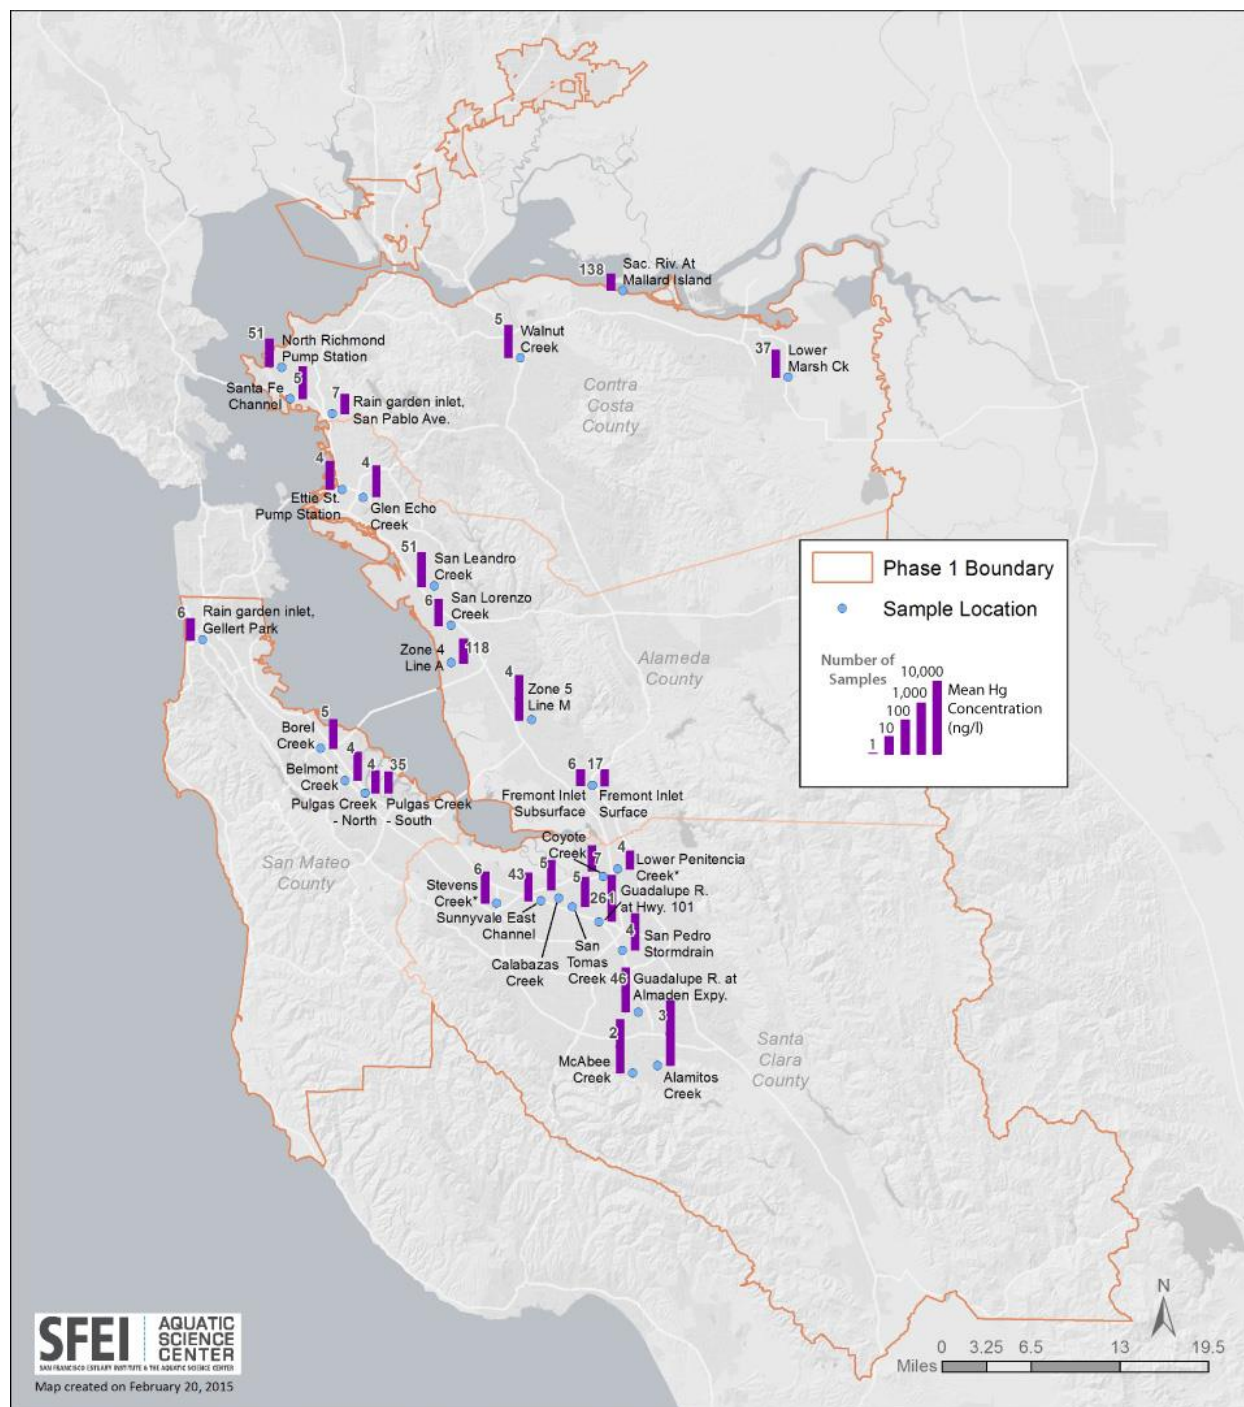 138
Sac. Riv. At
Mallard Island
51
North Richmond
Pump Station
5
Walnut
Creek
37
Lower
Marsh Ck
Santa Fe
Channel
5
7
Rain garden inlet,
San Pablo Ave.
Contra
Costa
County
4
Ettie St.
Pump Station
4
Glen Echo
Creek
51
San Leandro
Creek
6
San Lorenzo
Creek
6
Rain garden inlet,
Gellert Park
Zone 4
Line A
118
Alameda
County
4
Zone 5
Line M
Phase 1 Boundary
Sample Location
Number of
Samples
1
10
100
1,000
10,000
Mean Hg
Concentration
(ng/l)
5
Borel
Creek
4
Belmont
Creek
4
35
Pulgas Creek
- North
Pulgas Creek
- South
6
17
Fremont Inlet
Subsurface
Fremont Inlet
Surface
San Mateo
County
Coyote
Creek
7
4
Lower Penitencia
Creek*
6
Stevens
Creek*
43
Sunnyvale East
Channel
5
Calabazas
Creek
5
San
Tomas
Creek
261
Guadalupe R.
at Hwy. 101
4
San Pedro
Stormdrain
46
Guadalupe R. at
Almaden Expy.
2
McAbee
Creek
3
Alamitos
Creek
Santa
Clara
County
N
0 3.25 6.5 13 19.5
Miles
SFEI
AQUATIC
SCIENCE
CENTER
SAN FRANCISCO ESTUARY INSTITUTE & THE AQUATIC SCIENCE CENTER
Map created on February 20, 2015